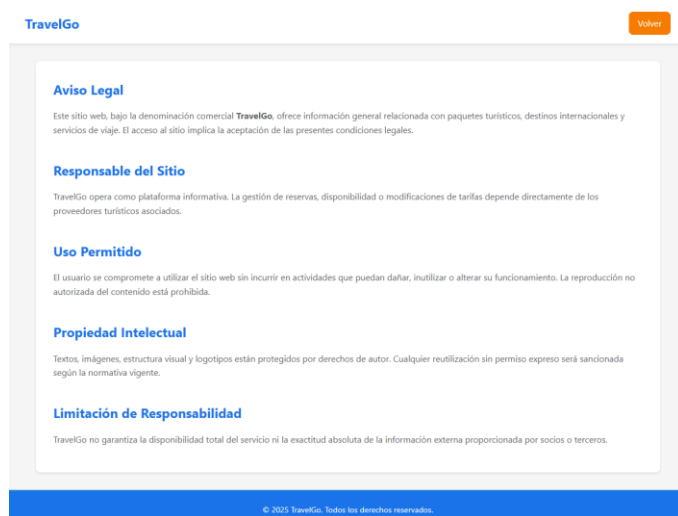 TravelGo
Volver
Aviso Legal
Este sitio web, bajo la denominación comercial TravelGo, ofrece información general relacionada con paquetes turísticos, destinos internacionales y
servicios de viaje. El acceso al sitio implica la aceptación de las presentes condiciones legales.
Responsable del Sitio
TravelGo opera como plataforma informativa. La gestión de reservas, disponibilidad o modificaciones de tarifas depende directamente de los
proveedores turísticos asociados.
Uso Permitido
El usuario se compromete a utilizar el sitio web sin incurrir en actividades que puedan dañar, inutilizar o alterar su funcionamiento. La reproducción no
autorizada del contenido está prohibida.
Propiedad Intelectual
Textos, imágenes, estructura visual y logotipos están protegidos por derechos de autor. Cualquier reutilización sin permiso expreso será sancionada
según la normativa vigente.
Limitación de Responsabilidad
TravelGo no garantiza la disponibilidad total del servicio ni la exactitud absoluta de la información externa proporcionada por socios o terceros.
© 2025 TravelGo. Todos los derechos reservados.